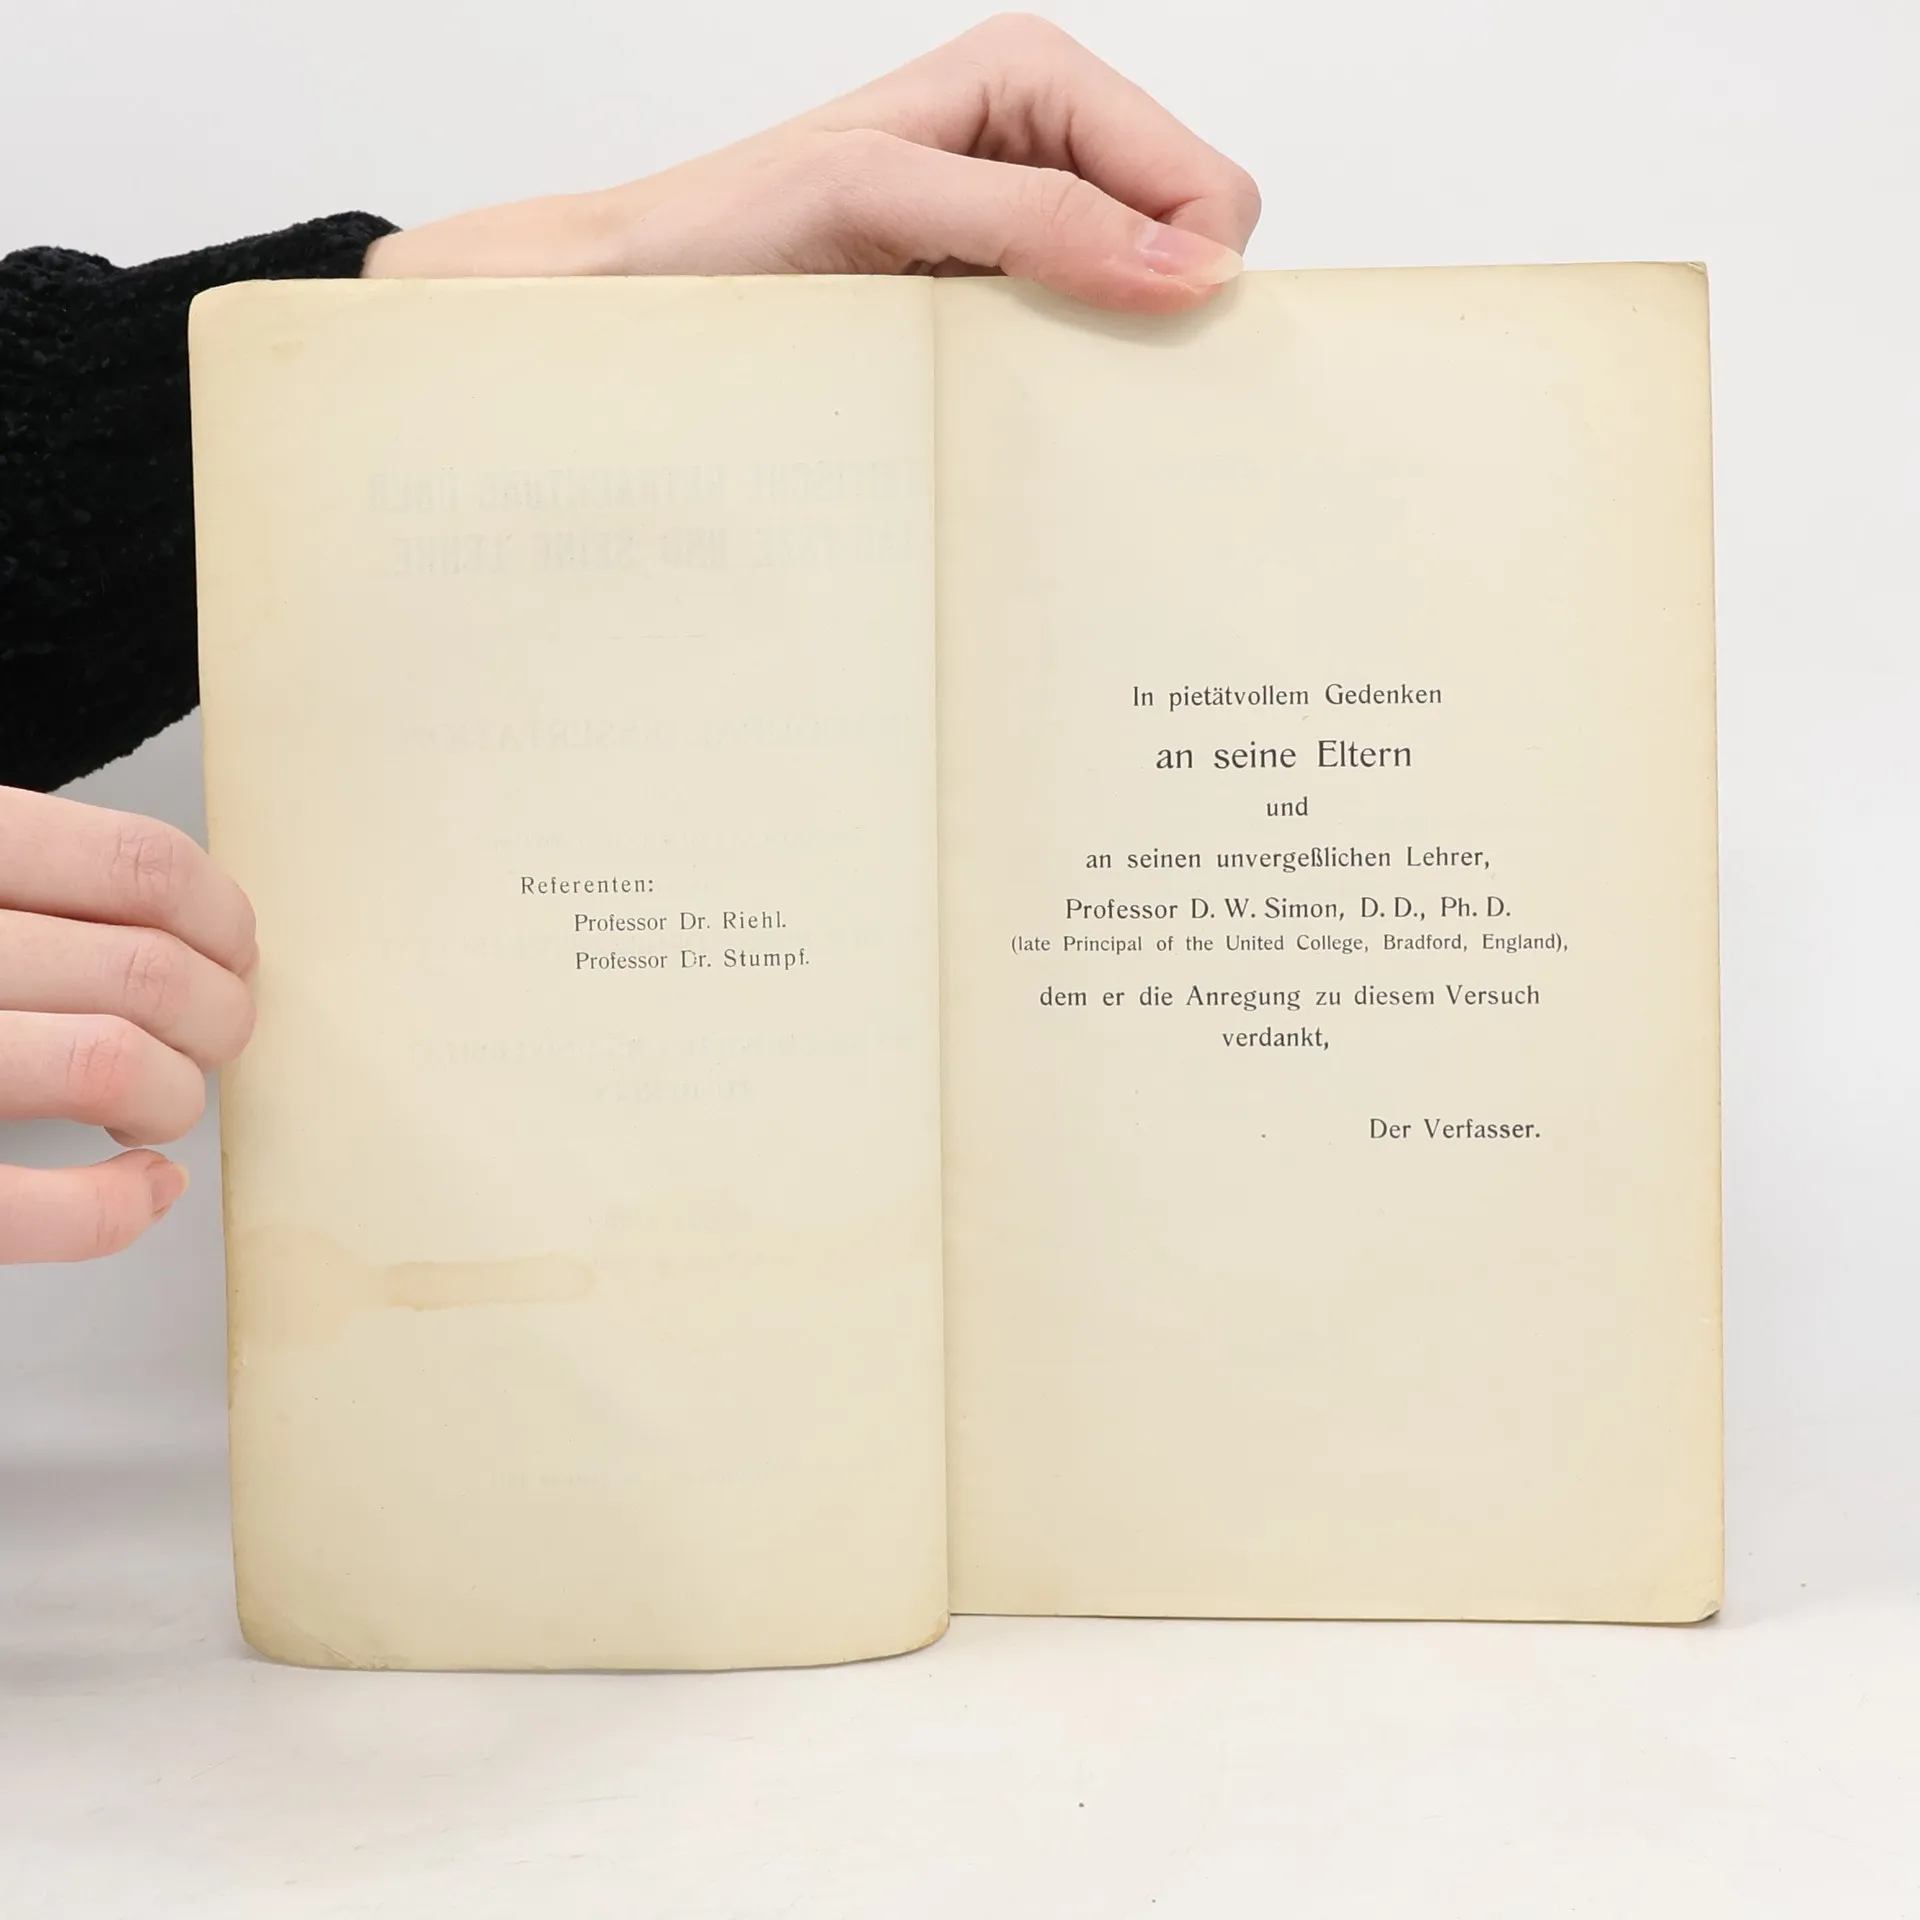 Referenten:
Professor Dr. Riehl.
Professor Dr. Stumpf.
In pietätvollem Gedenken
an seine Eltern
und
an seinen unvergeßlichen Lehrer,
Professor D. W. Simon, D. D., Ph. D.
(late Principal of the United College, Bradford, England),
dem er die Anregung zu diesem Versuch
verdankt,
Der Verfasser.